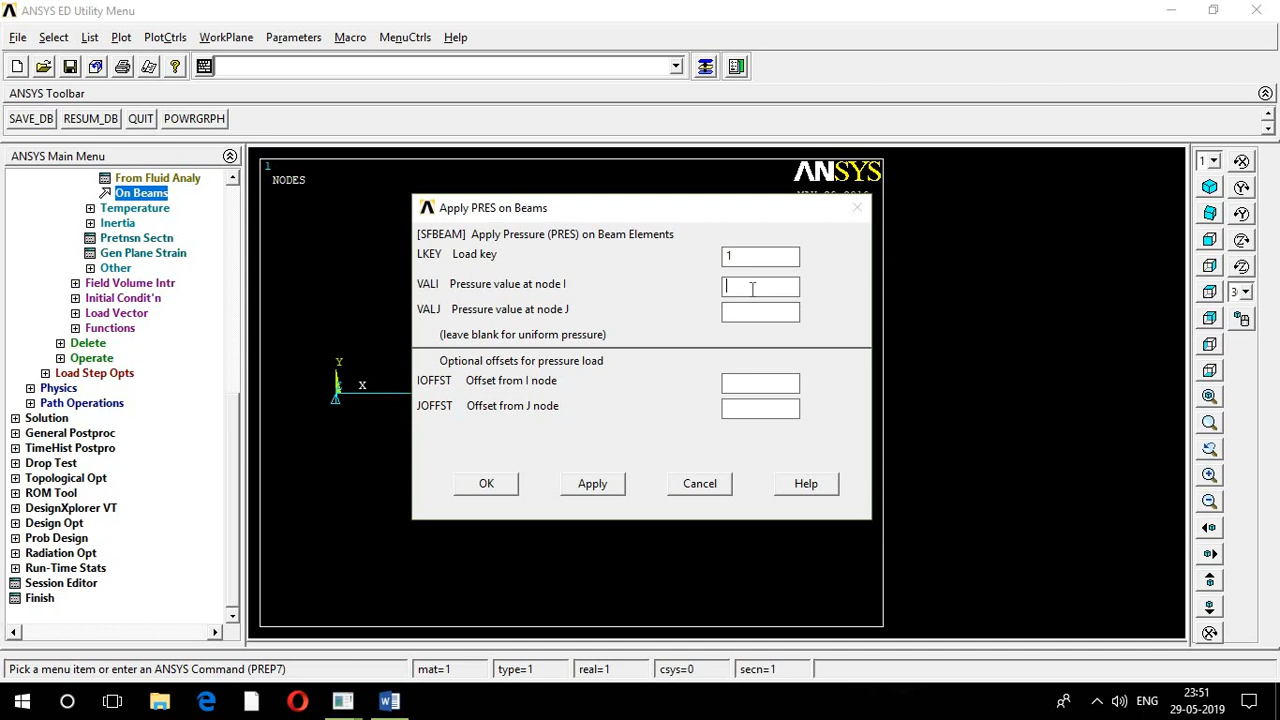 ANSYS ED Utility Menu
File Select List Plot PlotCtrls WorkPlane Parameters Macro MenuCtrls Help
ANSYS Toolbar
SAVE_DB RESUM_DB QUIT POWRGRPH
ANSYS Main Menu
From Fluid Analy
On Beams
Temperature
Inertia
Pretnsn Sectn
Gen Plane Strain
Other
Field Volume Intr
Initial Condit'n
Load Vector
Functions
Delete
Operate
Load Step Opts
Physics
Path Operations
Solution
General Postproc
TimeHist Postpro
Drop Test
Topological Opt
ROM Tool
DesignXplorer VT
Design Opt
Prob Design
Radiation Opt
Run-Time Stats
Session Editor
Finish
1
NODES
ANSYS
Y
X
Apply PRES on Beams
[SFBEAM] Apply Pressure (PRES) on Beam Elements
LKEY Load key 1
VALI Pressure value at node I
VALJ Pressure value at node J
(leave blank for uniform pressure)
Optional offsets for pressure load
IOFFST Offset from I node
JOFFST Offset from J node
OK Apply Cancel Help
1
Pick a menu item or enter an ANSYS Command (PREP7) mat=1 type=1 real=1 csys=0 secn=1
ENG
23:51
29-05-2019